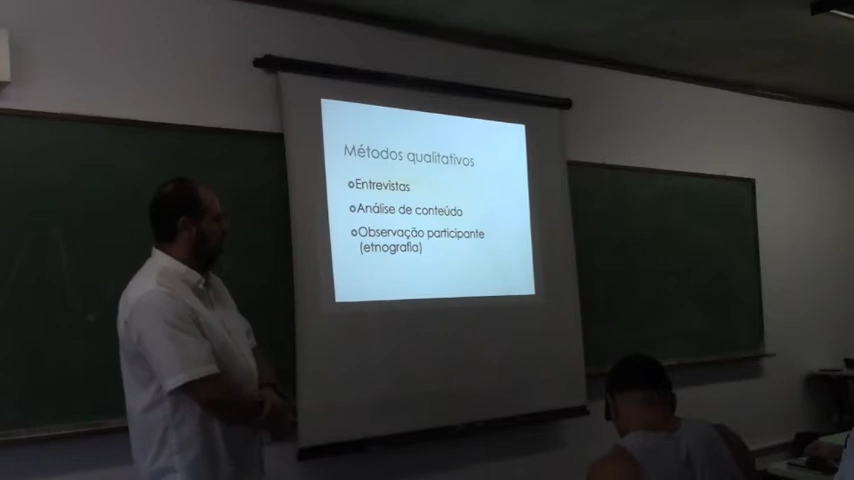 Métodos qualitativos
Entrevistas
Análise de conteúdo
Observação participante
(etnografia)